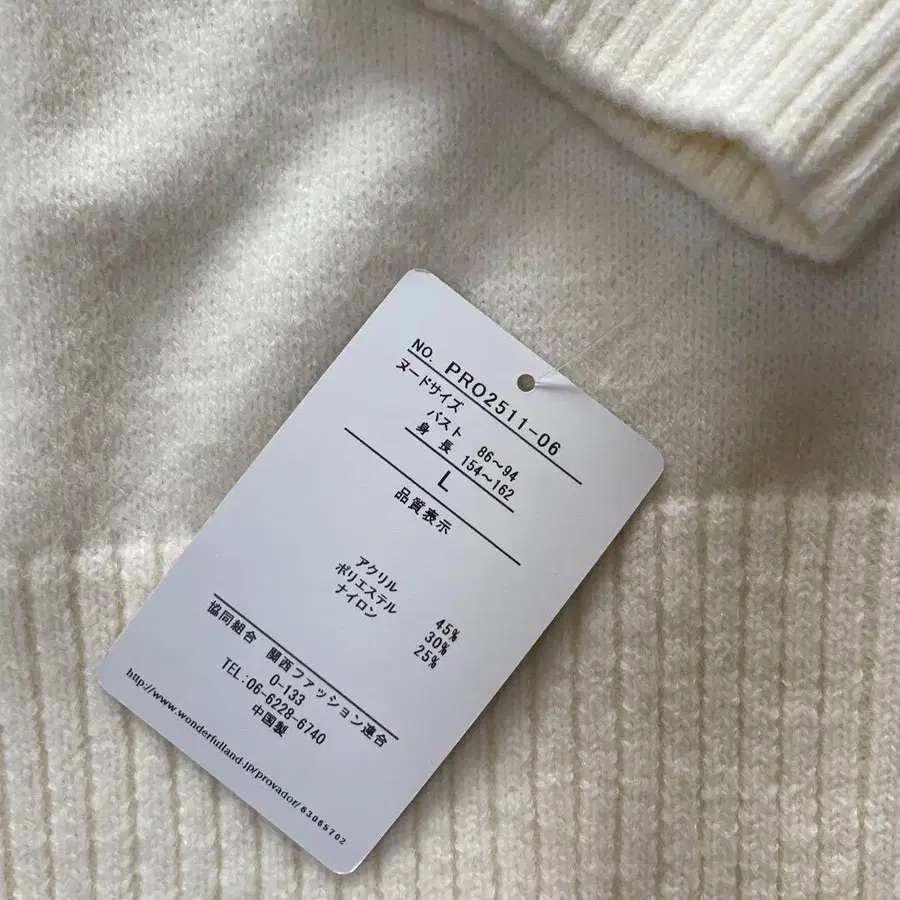 NO. PRO2511-06
ヌードサイズ
バスト 86〜94
身長 154〜162
L
品質表示
アクリル 45%
ポリエステル 30%
ナイロン 25%
協同組合 関西ファッション連合
O-133
TEL:06-6228-6740
中国製
http://www.wonderfulland.jp/provador/ 63065702